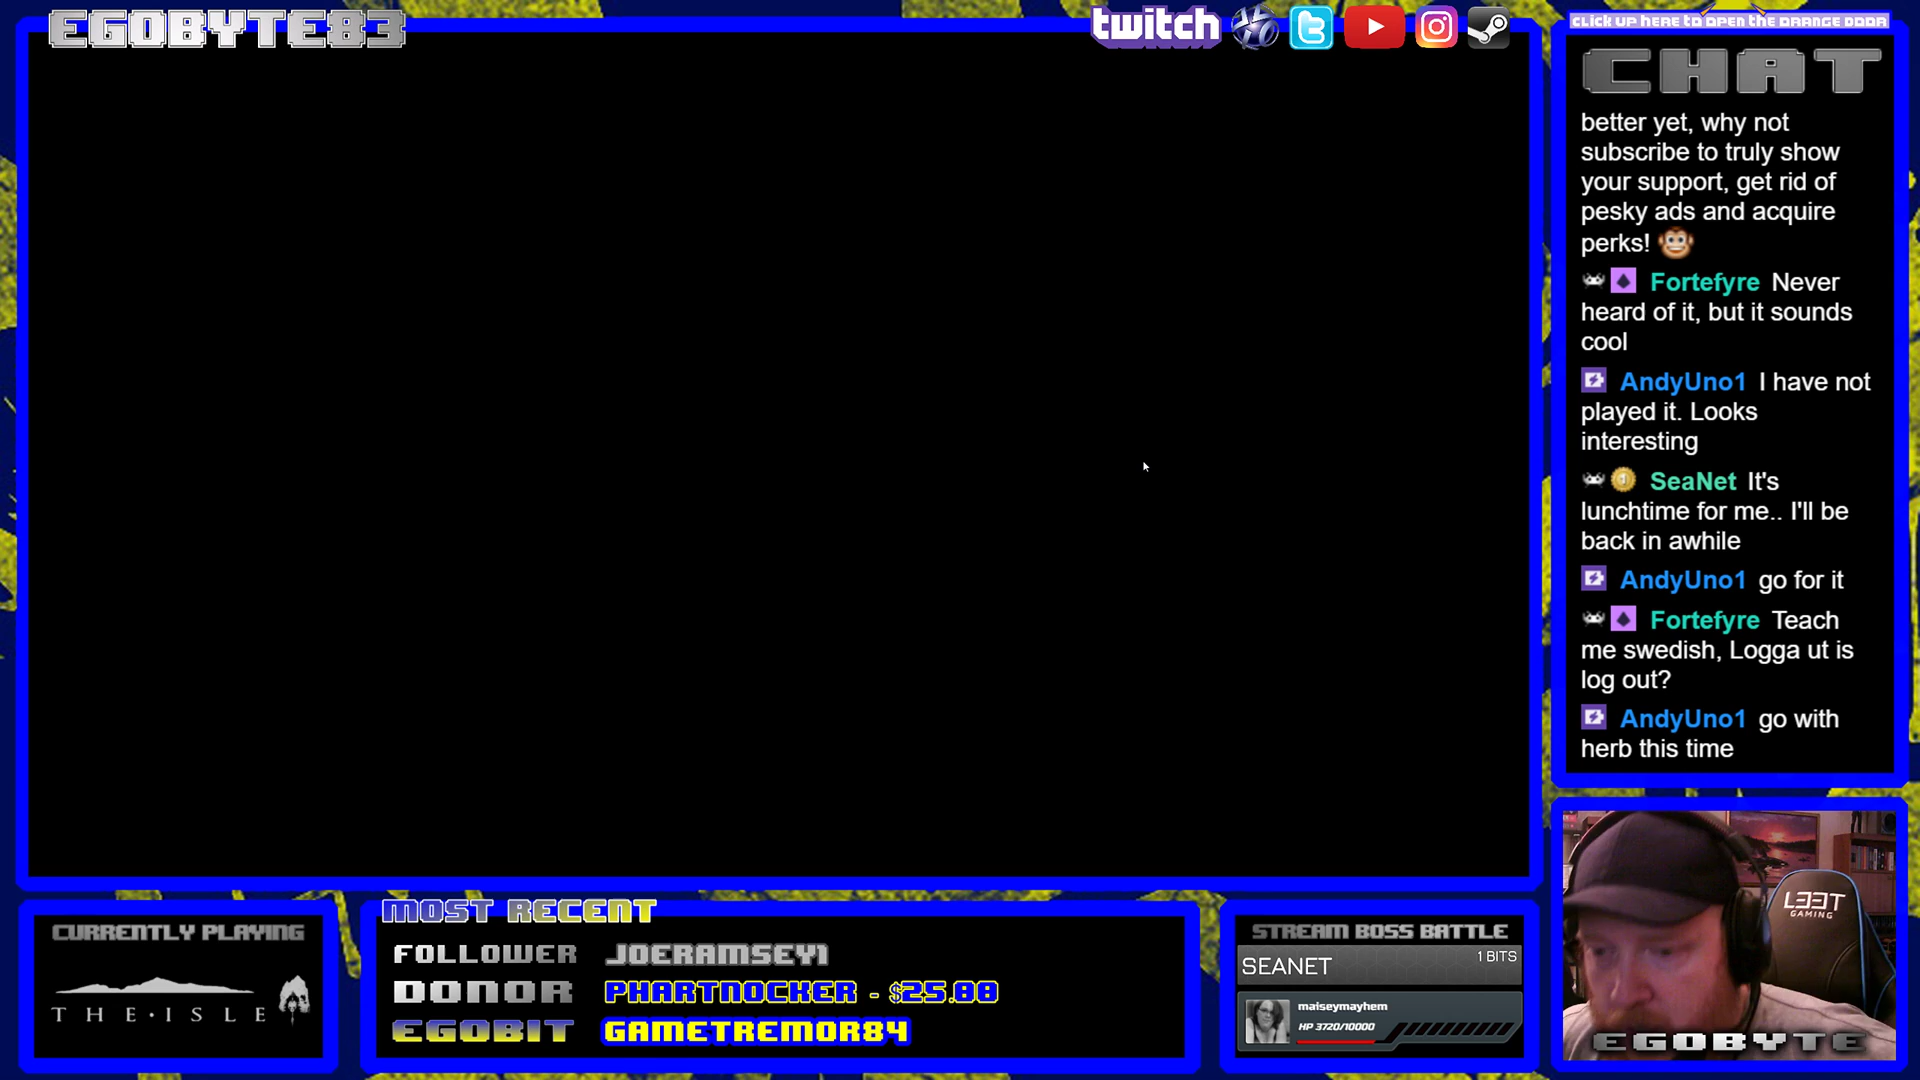 EGOBYTE83
twitch
CLICK UP HERE TO OPEN THE ORANGE DOOR
CHAT
better yet, why not
subscribe to truly show
your support, get rid of
pesky ads and acquire
perks!
Fortefyre Never
heard of it, but it sounds
cool
AndyUno1 I have not
played it. Looks
interesting
SeaNet It's
lunchtime for me.. I'll be
back in awhile
AndyUno1 go for it
Fortefyre Teach
me swedish, Logga ut is
log out?
AndyUno1 go with
herb this time
L33T
GAMING
EGOBYTE
CURRENTLY PLAYING
THE·ISLE
MOST RECENT
FOLLOWER JOERAMSEY1
DONOR PHARTNOCKER - $25.00
EGOBIT GAMETREMOR84
STREAM BOSS BATTLE
SEANET 1 BITS
maiseymayhem
HP 3720/10000